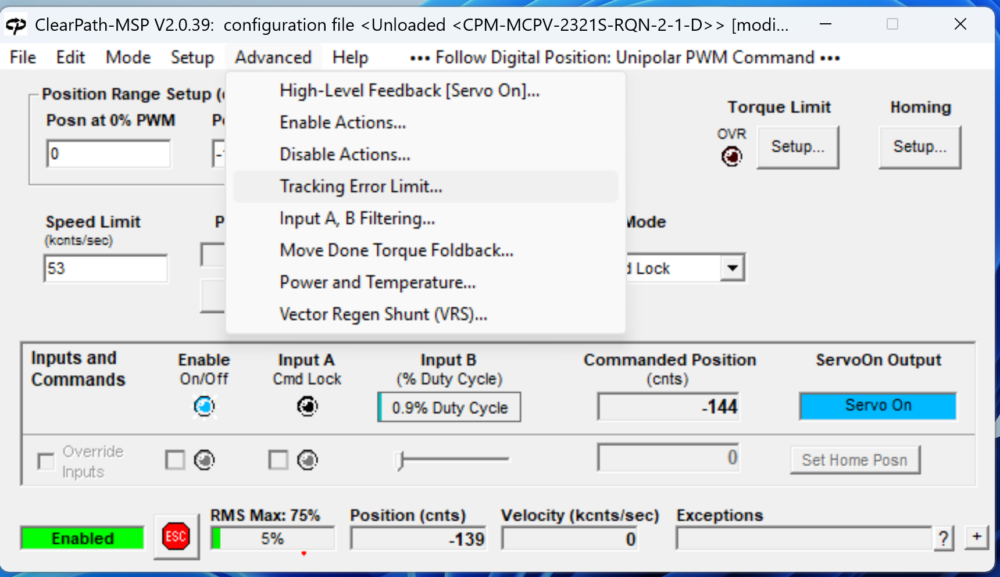 ClearPath-MSP V2.0.39:  configuration file <Unloaded <CPM-MCPV-2321S-RQN-2-1-D>> [modi...
File Edit Mode Setup Advanced Help ••• Follow Digital Position: Unipolar PWM Command •••
High-Level Feedback [Servo On]...
Enable Actions...
Disable Actions...
Tracking Error Limit...
Input A, B Filtering...
Move Done Torque Foldback...
Power and Temperature...
Vector Regen Shunt (VRS)...
Position Range Setup
Posn at 0% PWM
0
Torque Limit
OVR
Setup...
Homing
Setup...
Speed Limit
(kcnts/sec)
53
Mode
Lock
Inputs and
Commands
Enable
On/Off
Input A
Cmd Lock
Input B
(% Duty Cycle)
0.9% Duty Cycle
Commanded Position
(cnts)
-144
ServoOn Output
Servo On
Override
Inputs
0
Set Home Posn
Enabled
ESC
RMS Max: 75%
5%
Position (cnts)
-139
Velocity (kcnts/sec)
0
Exceptions
?
+